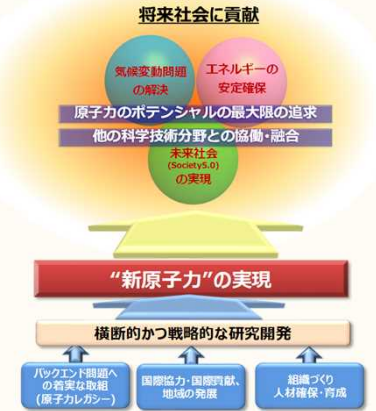 将来社会に貢献
気候変動問題
の解決
エネルギーの
安定確保
原子力のポテンシャルの最大限の追求
他の科学技術分野との協働・融合
未来社会
(Society5.0)
の実現
“新原子力”の実現
横断的かつ戦略的な研究開発
バックエンド問題へ
の着実な取組
(原子力レガシー)
国際協力・国際貢献、
地域の発展
組織づくり
人材確保・育成